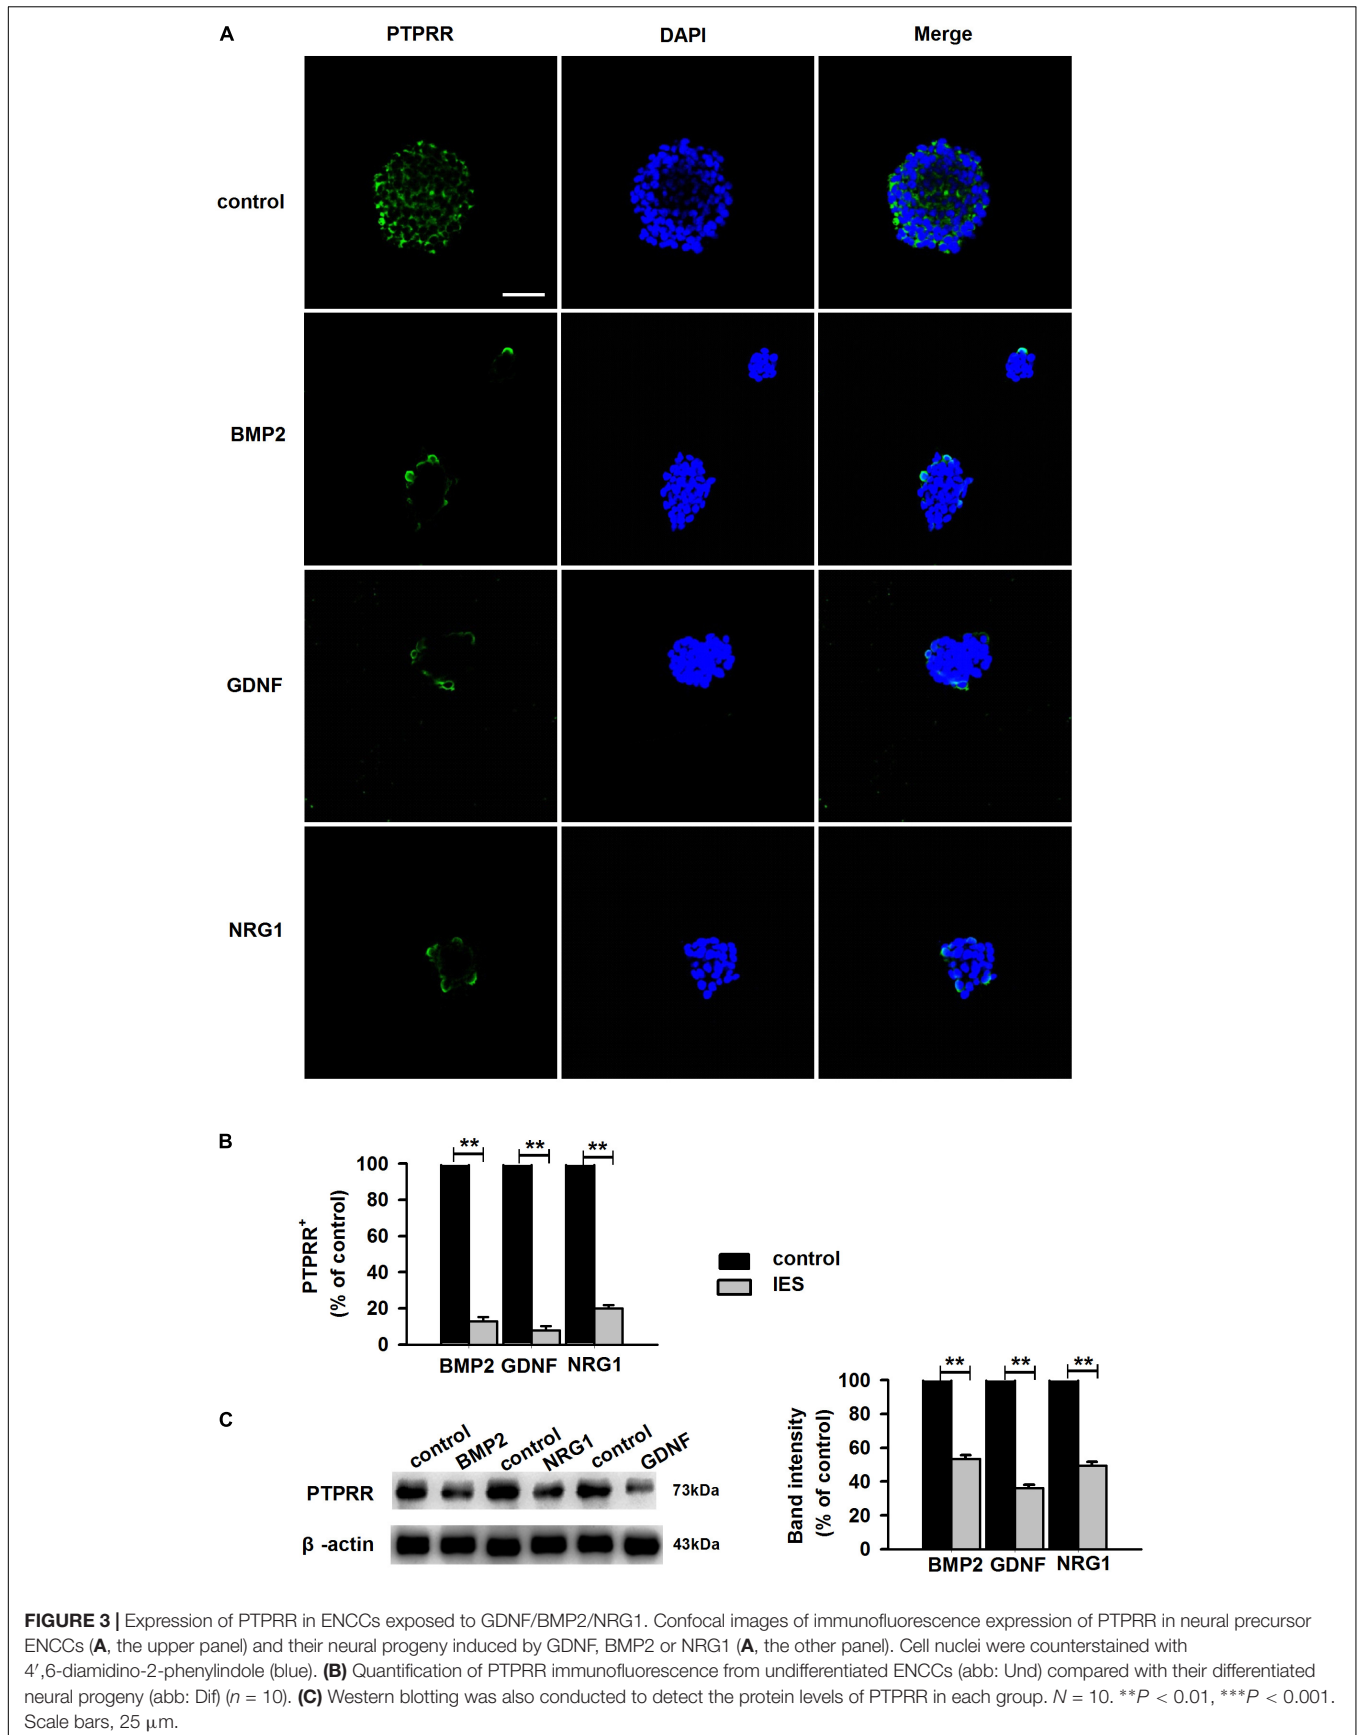 A PTPRR DAPI Merge
control
BMP2
GDNF
NRG1
B
** ** **
100
80
60
40
20
0
PTPRR+
(% of control)
BMP2 GDNF NRG1
control
IES
C
control BMP2 control NRG1 control GDNF
PTPRR 73kDa
β -actin 43kDa
** ** **
100
80
60
40
20
0
Band intensity
(% of control)
BMP2 GDNF NRG1
FIGURE 3 | Expression of PTPRR in ENCCs exposed to GDNF/BMP2/NRG1. Confocal images of immunofluorescence expression of PTPRR in neural precursor
ENCCs (A, the upper panel) and their neural progeny induced by GDNF, BMP2 or NRG1 (A, the other panel). Cell nuclei were counterstained with
4′,6-diamidino-2-phenylindole (blue). (B) Quantification of PTPRR immunofluorescence from undifferentiated ENCCs (abb: Und) compared with their differentiated
neural progeny (abb: Dif) (n = 10). (C) Western blotting was also conducted to detect the protein levels of PTPRR in each group. N = 10. **P < 0.01, ***P < 0.001.
Scale bars, 25 μm.